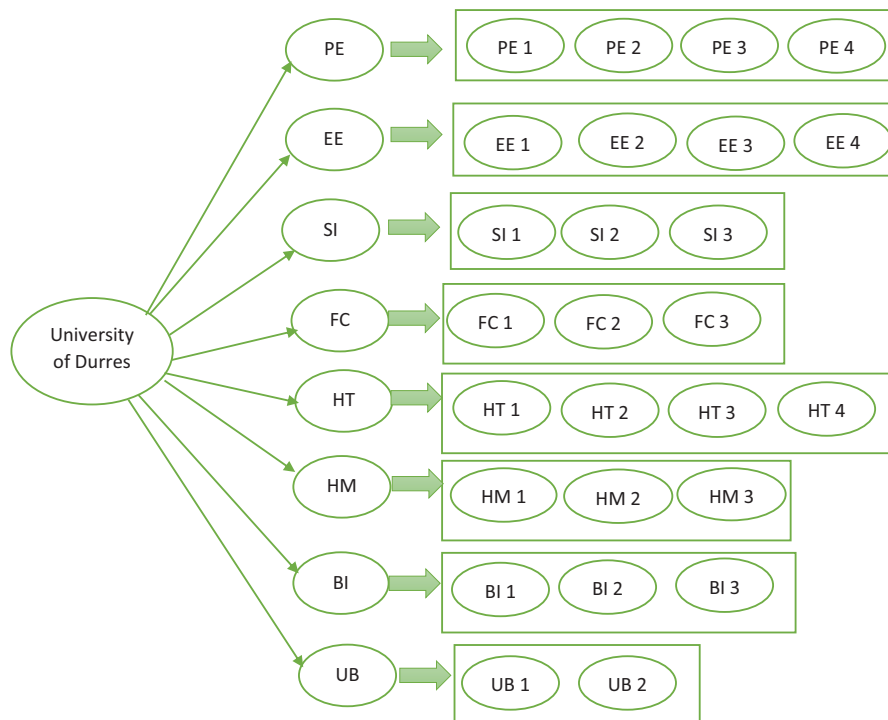 PE
PE 1
PE 2
PE 3
PE 4
EE
EE 1
EE 2
EE 3
EE 4
SI
SI 1
SI 2
SI 3
University
of Durres
FC
FC 1
FC 2
FC 3
HT
HT 1
HT 2
HT 3
HT 4
HM
HM 1
HM 2
HM 3
BI
BI 1
BI 2
BI 3
UB
UB 1
UB 2